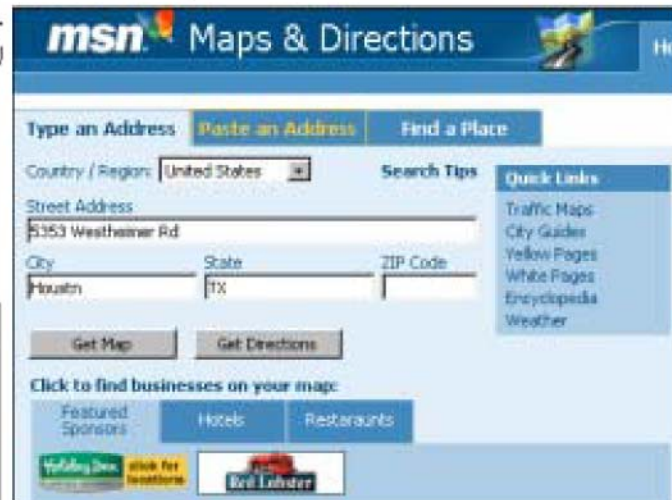 msn Maps & Directions
Type an Address Paste an Address Find a Place
Country / Region: United States Search Tips
Quick Links
Street Address
5353 Westheimer Rd
City State ZIP Code
Houstn TX
Traffic Maps
City Guides
Yellow Pages
White Pages
Encyclopedia
Weather
Get Map Get Directions
Click to find businesses on your map:
Featured Sponsors Hotels Restaraunts
Holiday Inn click for locations Red Lobster